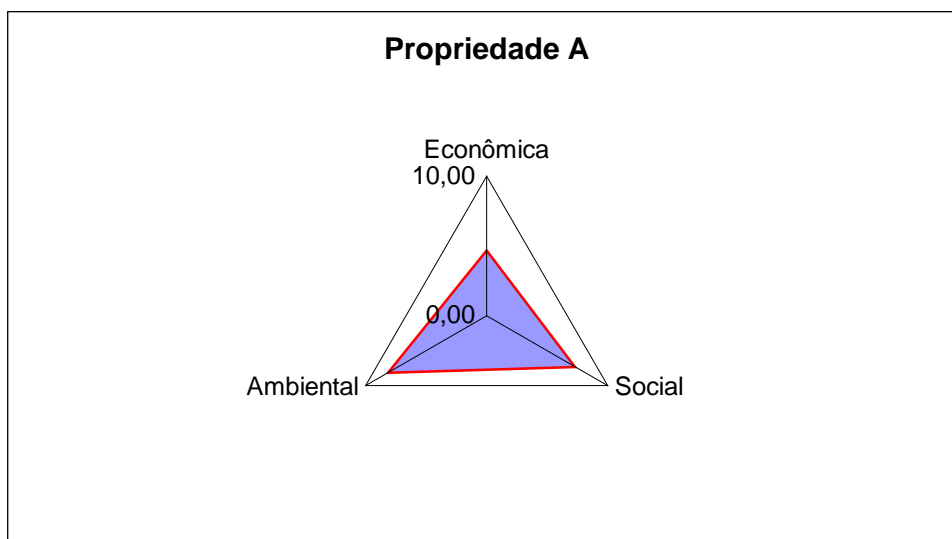 Propriedade A
Econômica
10,00
0,00
Ambiental
Social